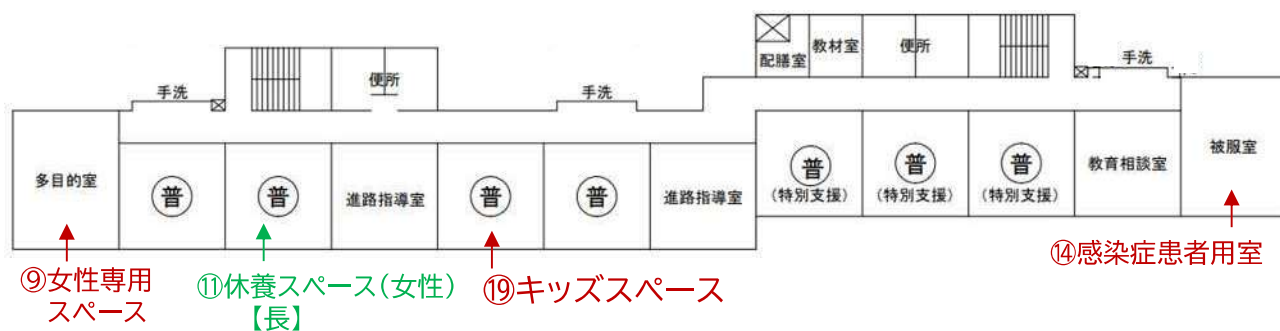 配膳室
教材室
便所
手洗
便所
手洗
手洗
多目的室
普
普
進路指導室
普
普
進路指導室
普
(特別支援)
普
(特別支援)
普
(特別支援)
教育相談室
被服室
⑨女性専用
スペース
⑪休養スペース(女性)
【長】
⑲キッズスペース
⑭感染症患者用室